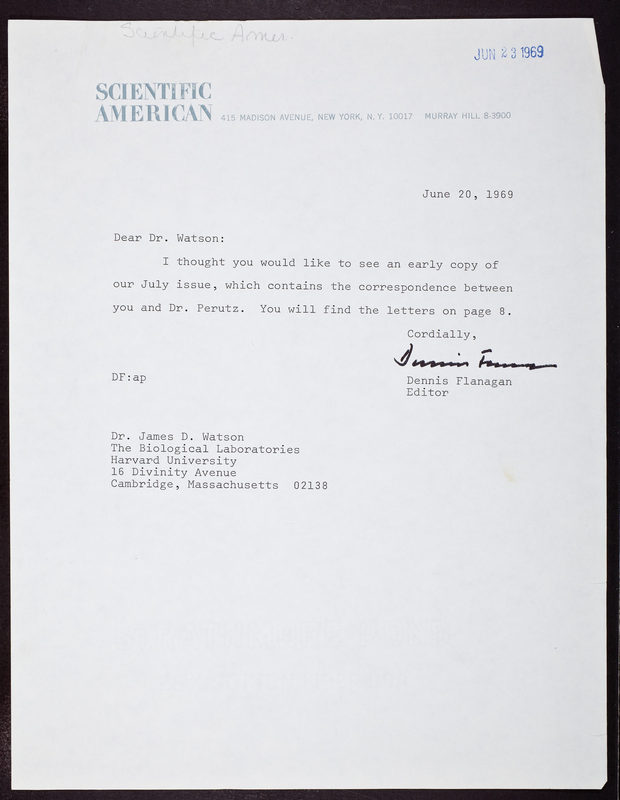 Scientific Amer.
JUN 23 1969
SCIENTIFIC
AMERICAN 415 MADISON AVENUE, NEW YORK, N. Y. 10017 MURRAY HILL 8-3900
June 20, 1969
Dear Dr. Watson:
I thought you would like to see an early copy of
our July issue, which contains the correspondence between
you and Dr. Perutz. You will find the letters on page 8.
Cordially,
Dennis Flanagan
DF:ap
Dennis Flanagan
Editor
Dr. James D. Watson
The Biological Laboratories
Harvard University
16 Divinity Avenue
Cambridge, Massachusetts 02138